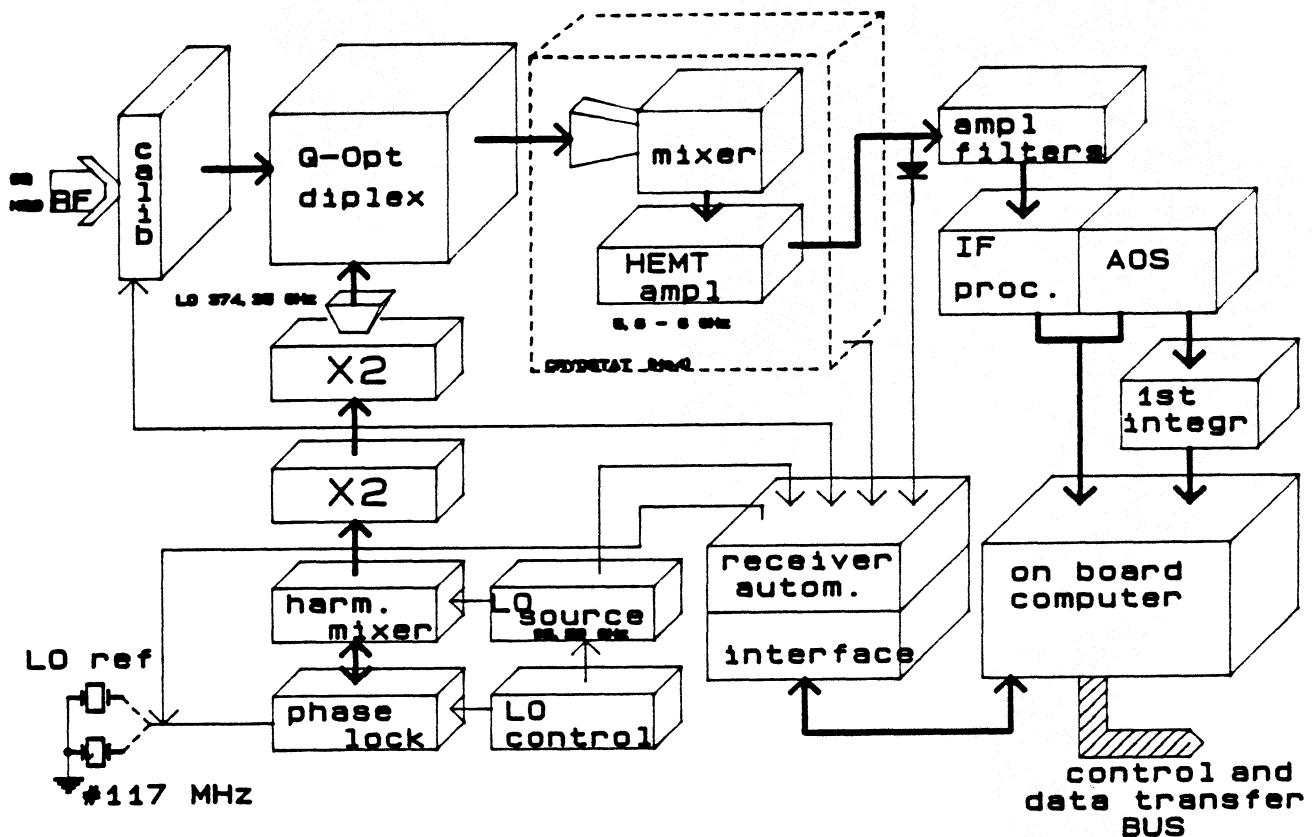 ampl
filters
Q-Opt
diplex
mixer
RF
HEMT
ampl
IF
proc.
AOS
X2
1st
integr
X2
receiver
autom.
on board
computer
harm.
mixer
LO
source
interface
LO ref
phase
lock
LO
control
#117 MHz
control and
data transfer
BUS